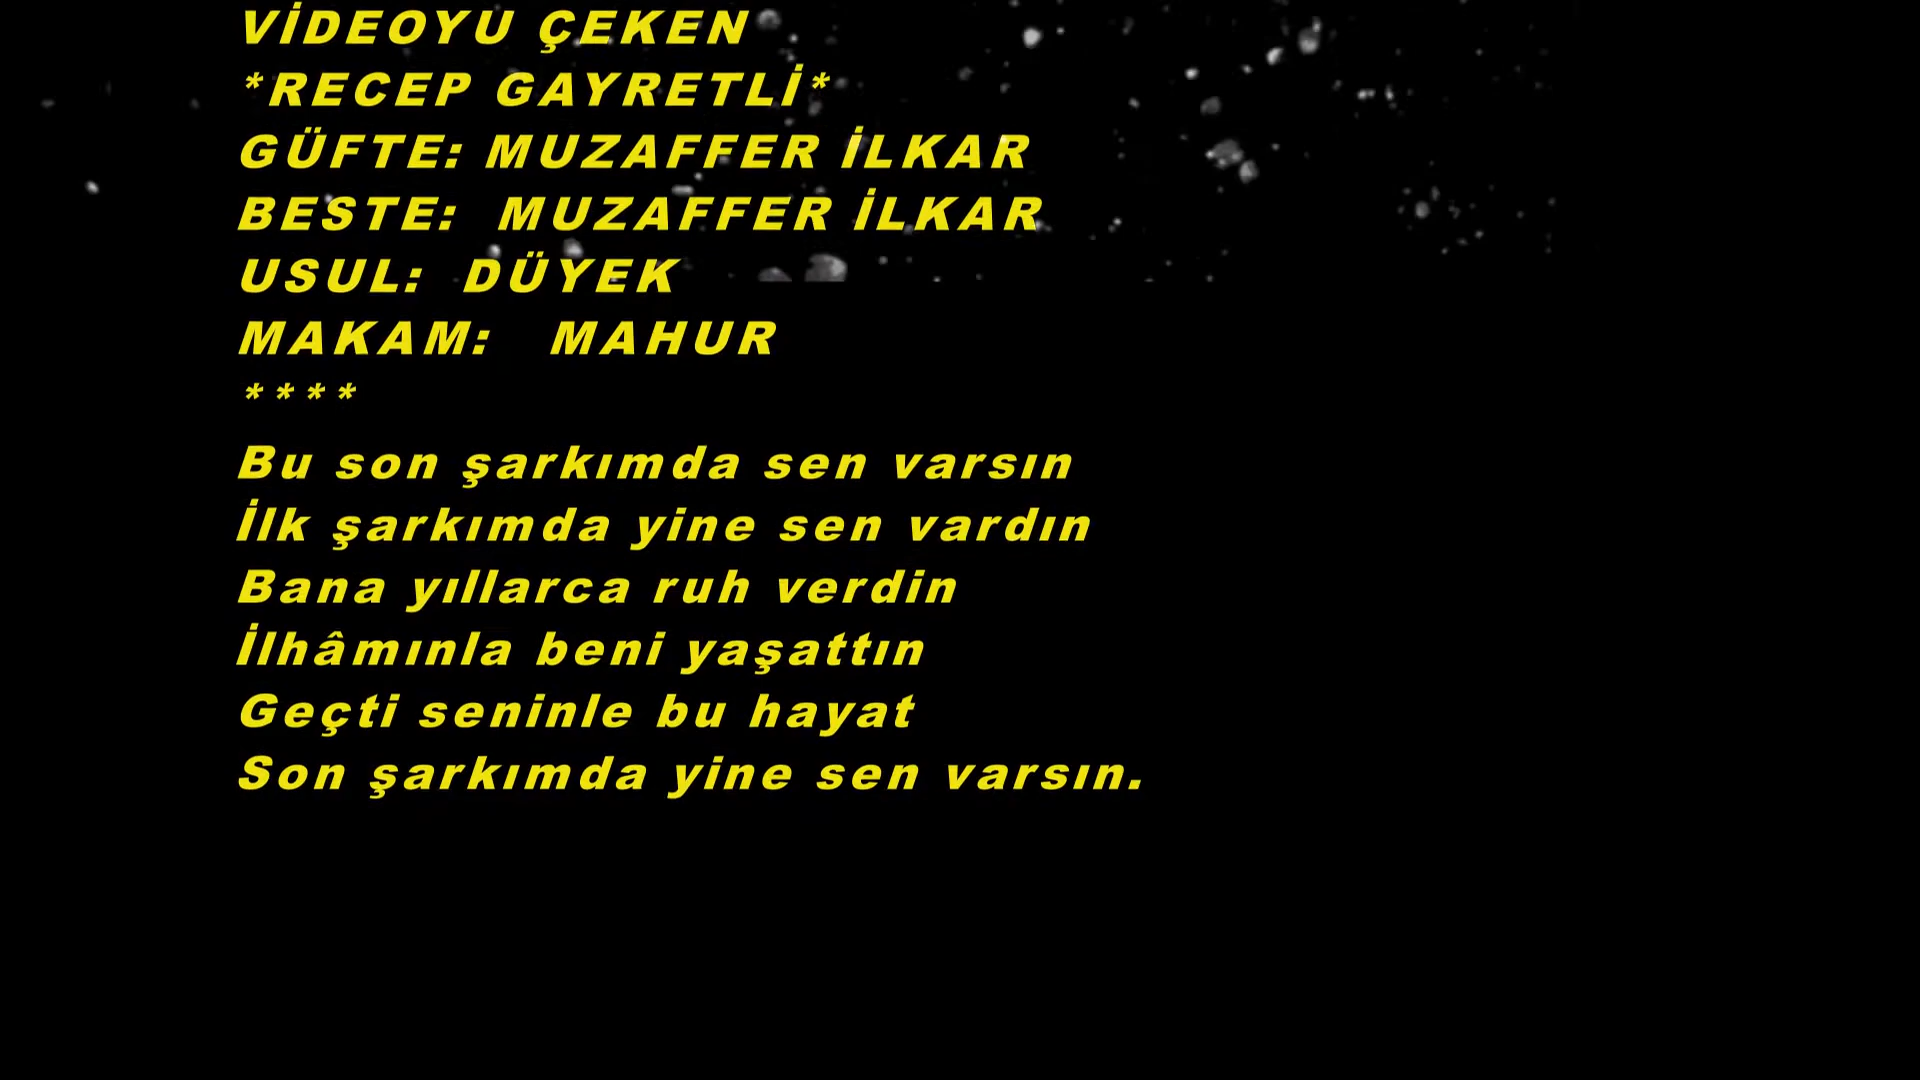 VİDEOYU ÇEKEN
*RECEP GAYRETLİ*
GÜFTE: MUZAFFER İLKAR
BESTE: MUZAFFER İLKAR
USUL: DÜYEK
MAKAM: MAHUR
****
Bu son şarkımda sen varsın
İlk şarkımda yine sen vardın
Bana yıllarca ruh verdin
İlhâmınla beni yaşattın
Geçti seninle bu hayat
Son şarkımda yine sen varsın.